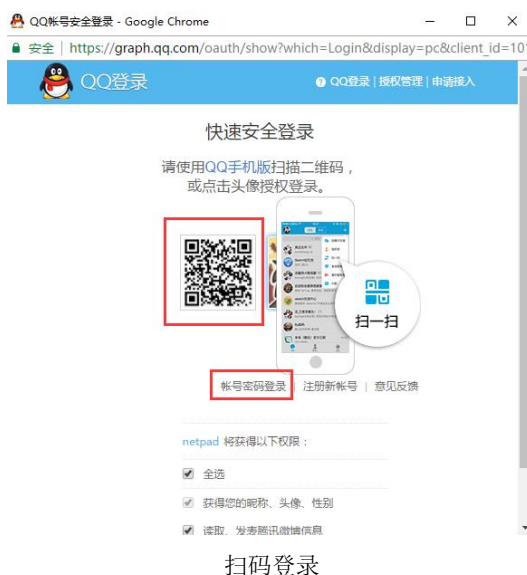 QQ帐号安全登录 - Google Chrome
安全 | https://graph.qq.com/oauth/show?which=Login&display=pc&client_id=101
QQ登录
QQ登录 | 授权管理 | 申请接入
快速安全登录
请使用QQ手机版扫描二维码，
或点击头像授权登录。
扫一扫
帐号密码登录 | 注册新帐号 | 意见反馈
netpad 将获得以下权限：
全选
获得您的昵称、头像、性别
读取、发表腾讯微博信息
扫码登录